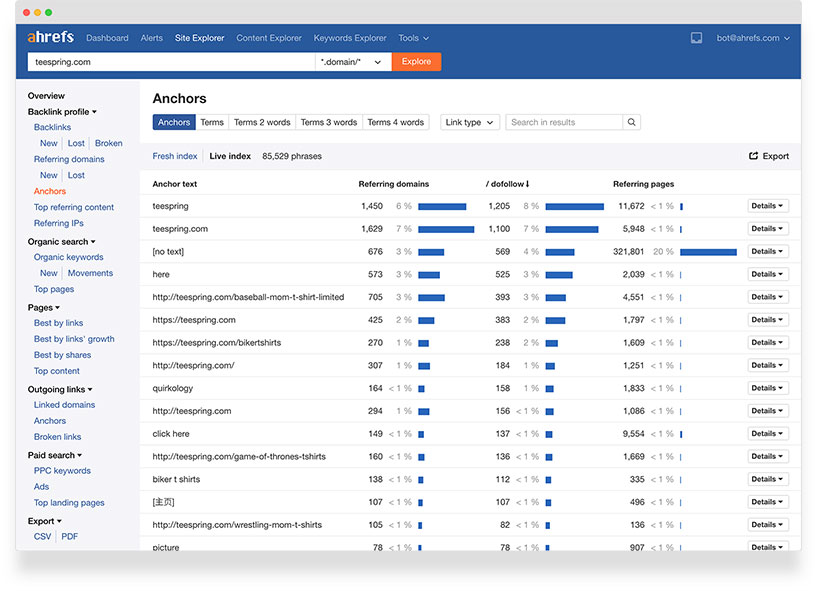 ahrefs Dashboard Alerts Site Explorer Content Explorer Keywords Explorer Tools bot@ahrefs.com
teespring.com *.domain/* Explore
Overview
Backlink profile
Backlinks
New Lost Broken
Referring domains
New Lost
Anchors
Top referring content
Referring IPs
Organic search
Organic keywords
New Movements
Top pages
Pages
Best by links
Best by links' growth
Best by shares
Top content
Outgoing links
Linked domains
Anchors
Broken links
Paid search
PPC keywords
Ads
Top landing pages
Export
CSV PDF
Anchors
Anchors Terms Terms 2 words Terms 3 words Terms 4 words Link type Search in results
Fresh index Live index 85,529 phrases Export
Anchor text Referring domains / dofollow↓ Referring pages
teespring 1,450 6 % 1,205 8 % 11,672 < 1 % Details
teespring.com 1,629 7 % 1,100 7 % 5,948 < 1 % Details
[no text] 676 3 % 569 4 % 321,801 20 % Details
here 573 3 % 525 3 % 2,039 < 1 % Details
http://teespring.com/baseball-mom-t-shirt-limited 705 3 % 393 3 % 4,551 < 1 % Details
https://teespring.com 425 2 % 383 2 % 1,797 < 1 % Details
https://teespring.com/bikertshirts 270 1 % 238 2 % 1,609 < 1 % Details
http://teespring.com/ 307 1 % 184 1 % 1,251 < 1 % Details
quirkology 164 < 1 % 158 1 % 1,833 < 1 % Details
http://teespring.com 294 1 % 156 < 1 % 1,086 < 1 % Details
click here 149 < 1 % 137 < 1 % 9,554 < 1 % Details
http://teespring.com/game-of-thrones-tshirts 160 < 1 % 136 < 1 % 1,669 < 1 % Details
biker t shirts 138 < 1 % 112 < 1 % 335 < 1 % Details
[主页] 107 < 1 % 107 < 1 % 496 < 1 % Details
http://teespring.com/wrestling-mom-t-shirts 105 < 1 % 82 < 1 % 136 < 1 % Details
picture 78 < 1 % 78 < 1 % 907 < 1 % Details